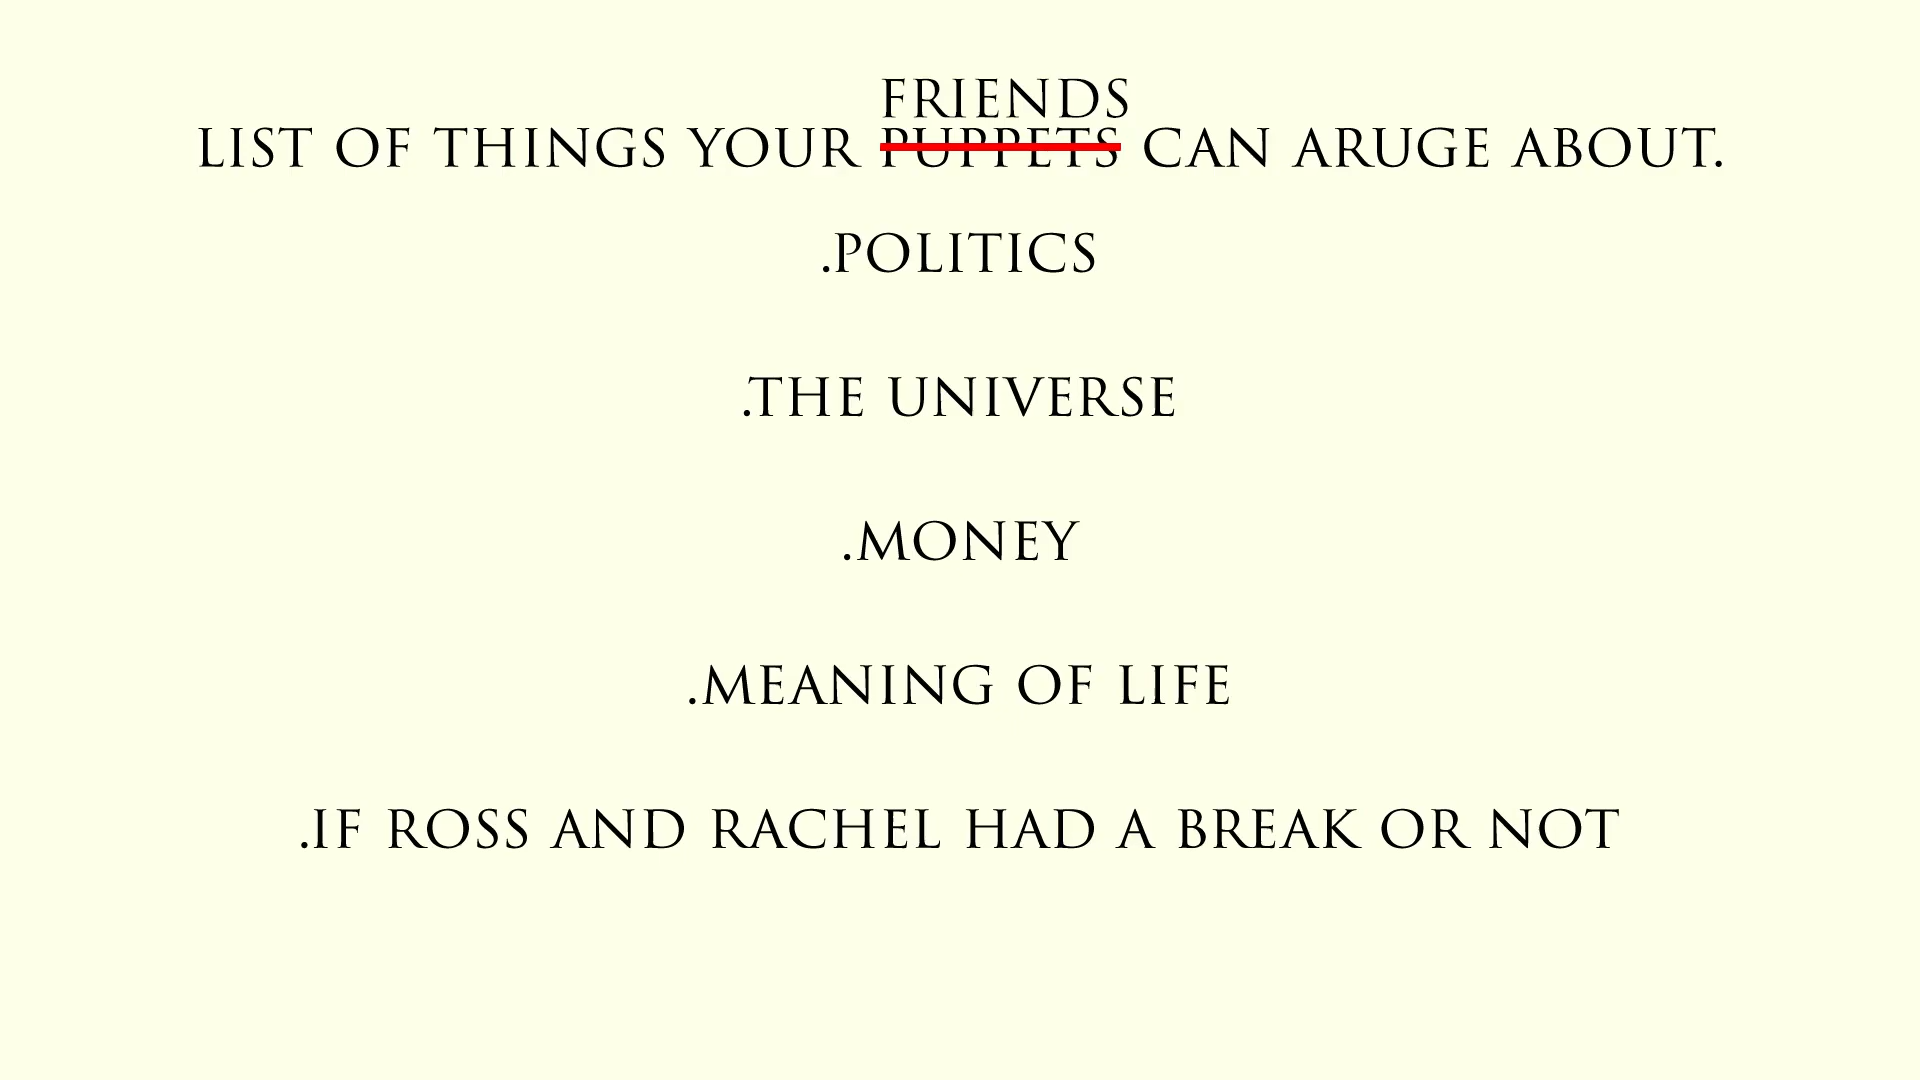 FRIENDS
LIST OF THINGS YOUR PUPPETS CAN ARUGE ABOUT.
.POLITICS
.THE UNIVERSE
.MONEY
.MEANING OF LIFE
.IF ROSS AND RACHEL HAD A BREAK OR NOT